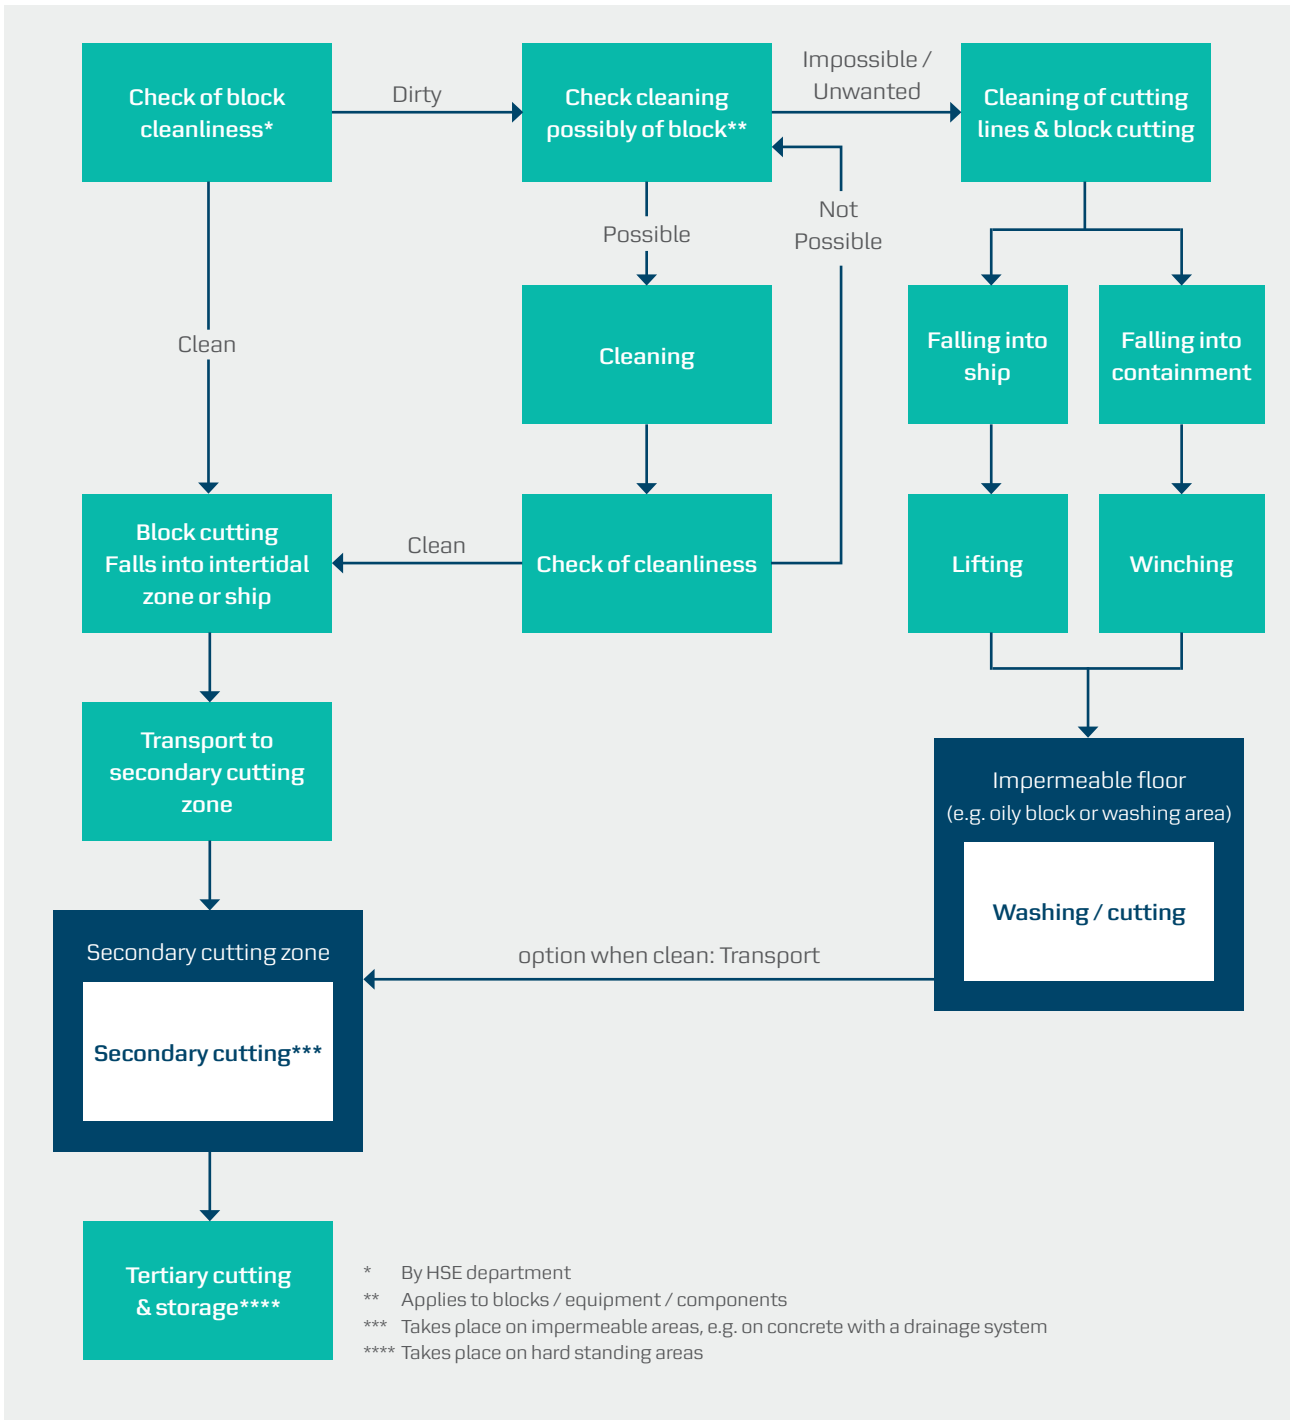 Check of block
cleanliness*
Dirty
Check cleaning
possibly of block**
Impossible /
Unwanted
Cleaning of cutting
lines & block cutting
Clean
Possible
Not
Possible
Cleaning
Falling into
ship
Falling into
containment
Block cutting
Falls into intertidal
zone or ship
Clean
Check of cleanliness
Lifting
Winching
Transport to
secondary cutting
zone
Impermeable floor
(e.g. oily block or washing area)
Washing / cutting
Secondary cutting zone
option when clean: Transport
Secondary cutting***
Tertiary cutting
& storage****
* By HSE department
** Applies to blocks / equipment / components
*** Takes place on impermeable areas, e.g. on concrete with a drainage system
**** Takes place on hard standing areas